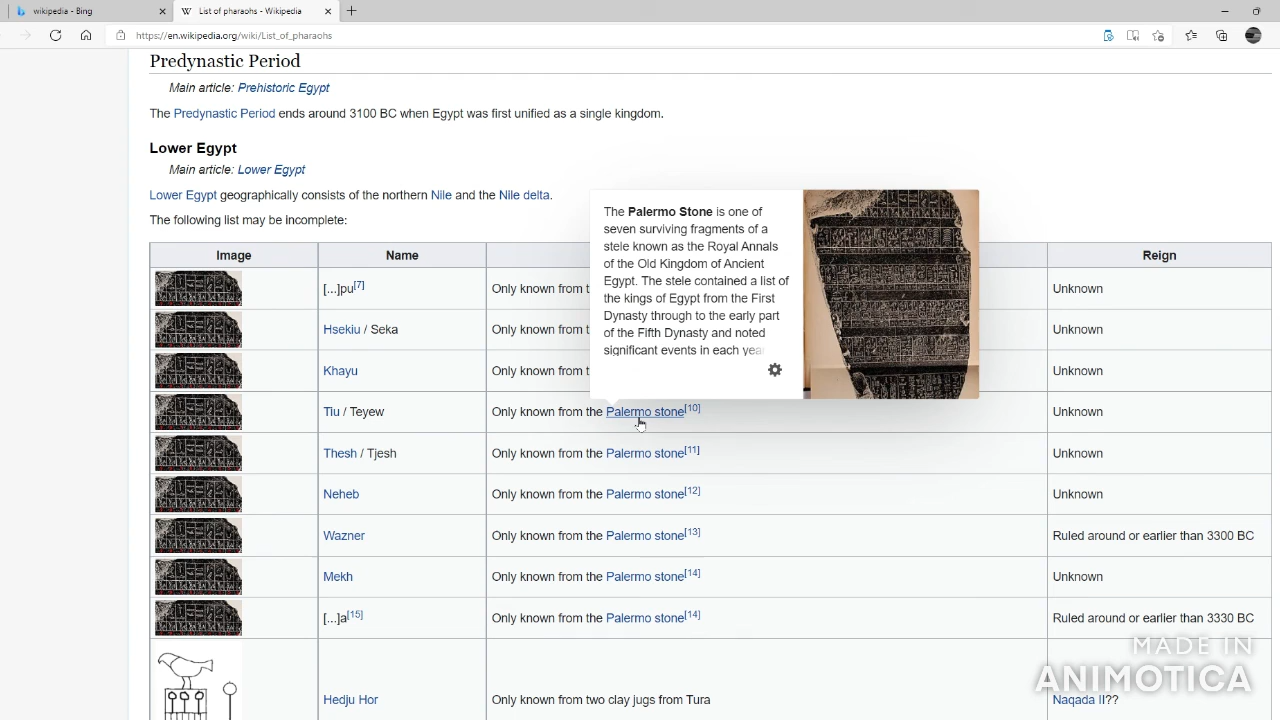 wikipedia - Bing
List of pharaohs - Wikipedia
https://en.wikipedia.org/wiki/List_of_pharaohs
Predynastic Period
Main article: Prehistoric Egypt
The Predynastic Period ends around 3100 BC when Egypt was first unified as a single kingdom.
Lower Egypt
Main article: Lower Egypt
Lower Egypt geographically consists of the northern Nile and the Nile delta.
The following list may be incomplete:
Image Name Reign
[...]pu[7] Only known from t Unknown
Hsekiu / Seka Only known from t Unknown
Khayu Only known from t Unknown
Tiu / Teyew Only known from the Palermo stone[10] Unknown
Thesh / Tjesh Only known from the Palermo stone[11] Unknown
Neheb Only known from the Palermo stone[12] Unknown
Wazner Only known from the Palermo stone[13] Ruled around or earlier than 3300 BC
Mekh Only known from the Palermo stone[14] Unknown
[...]a[15] Only known from the Palermo stone[14] Ruled around or earlier than 3330 BC
Hedju Hor Only known from two clay jugs from Tura Naqada II??
The Palermo Stone is one of
seven surviving fragments of a
stele known as the Royal Annals
of the Old Kingdom of Ancient
Egypt. The stele contained a list of
the kings of Egypt from the First
Dynasty through to the early part
of the Fifth Dynasty and noted
significant events in each year
MADE IN
ANIMOTICA